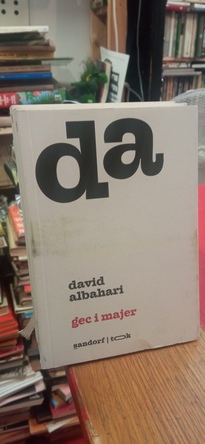 da
david
albahari
gec i majer
sandorf |